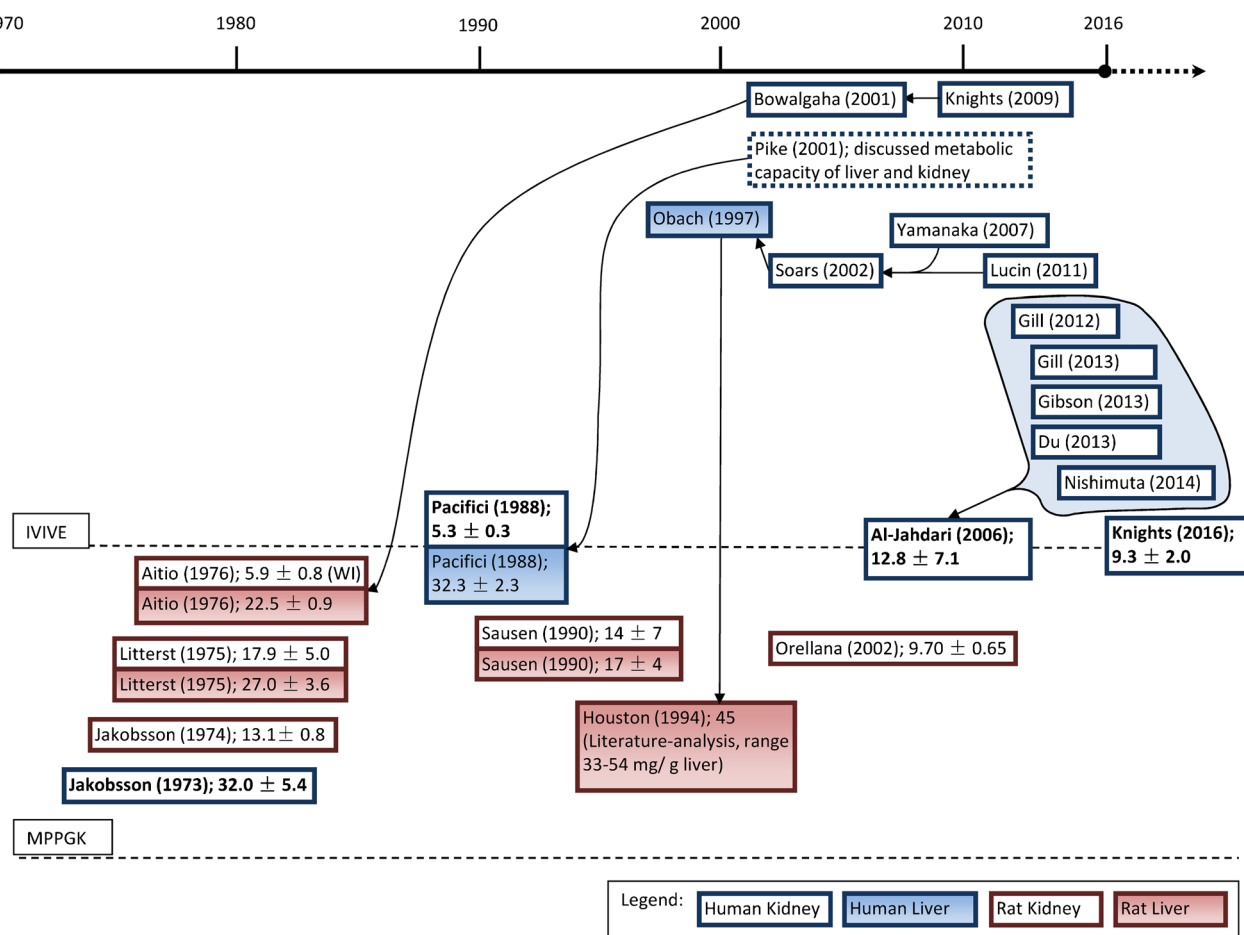 970 1980 1990 2000 2010 2016
Bowalgaha (2001)
Knights (2009)
Pike (2001); discussed metabolic
capacity of liver and kidney
Obach (1997)
Yamanaka (2007)
Soars (2002)
Lucin (2011)
Gill (2012)
Gill (2013)
Gibson (2013)
Du (2013)
Nishimuta (2014)
IVIVE
Pacifici (1988);
5.3 ± 0.3
Pacifici (1988);
32.3 ± 2.3
Al-Jahdari (2006);
12.8 ± 7.1
Knights (2016);
9.3 ± 2.0
Aitio (1976); 5.9 ± 0.8 (WI)
Aitio (1976); 22.5 ± 0.9
Sausen (1990); 14 ± 7
Sausen (1990); 17 ± 4
Orellana (2002); 9.70 ± 0.65
Litterst (1975); 17.9 ± 5.0
Litterst (1975); 27.0 ± 3.6
Houston (1994); 45
(Literature-analysis, range
33-54 mg/ g liver)
Jakobsson (1974); 13.1± 0.8
Jakobsson (1973); 32.0 ± 5.4
MPPGK
Legend:
Human Kidney
Human Liver
Rat Kidney
Rat Liver